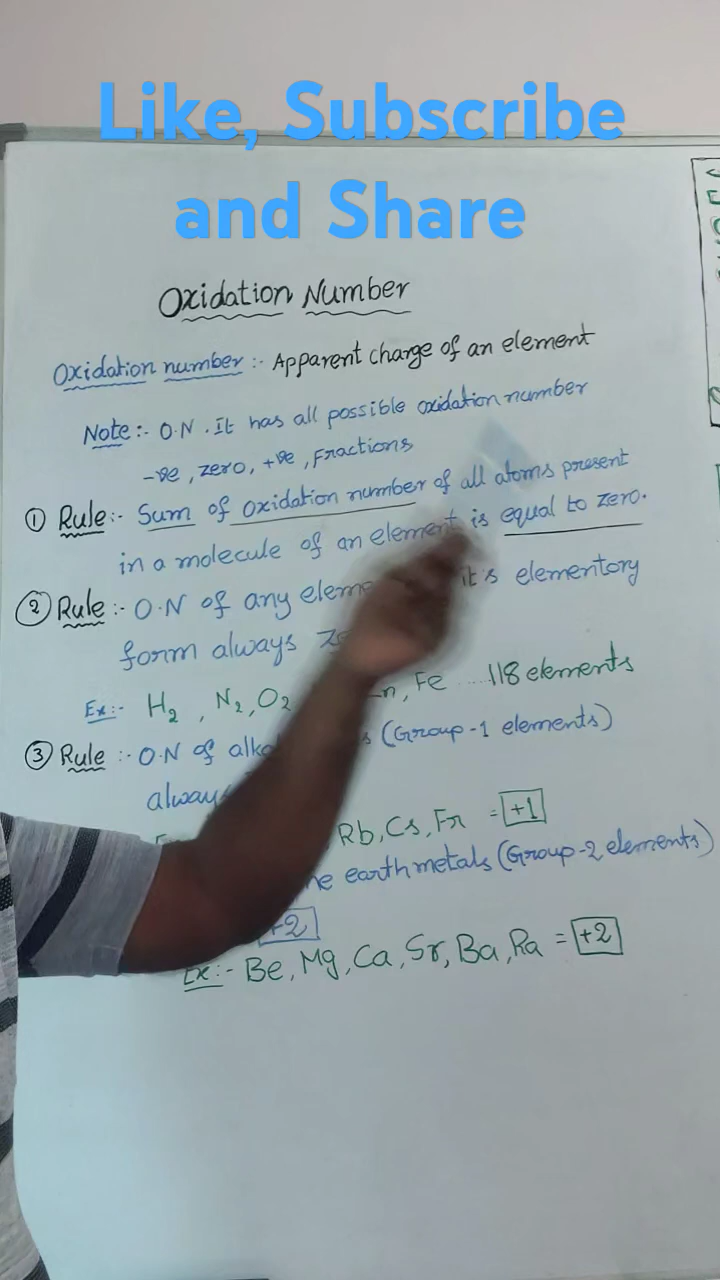 Like, Subscribe
and Share
Oxidation Number
Oxidation number :- Apparent charge of an element
Note :- O.N. It has all possible oxidation number
-ve, zero, +ve, Fractions
① Rule :- Sum of oxidation number of all atoms present
in a molecule of an element is equal to zero.
② Rule :- O.N of any eleme it's elementory
form always
Ex :- H2, N2, O2 n, Fe ... 118 elements
③ Rule :- O.N of alka s (Group-1 elements)
always
Rb, Cs, Fr = +1
ne earth metals (Group-2 elements)
+2
Ex :- Be, Mg, Ca, Sr, Ba, Ra = +2